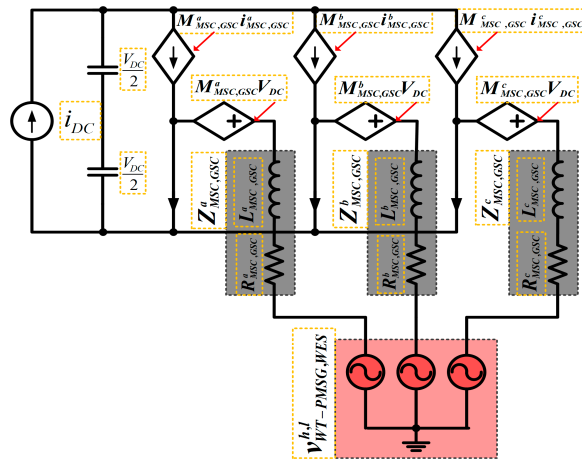 M^a_{MSC,GSC} i^a_{MSC,GSC}
M^b_{MSC,GSC} i^b_{MSC,GSC}
M^c_{MSC,GSC} i^c_{MSC,GSC}
V_{DC}/2
i_{DC}
V_{DC}/2
M^a_{MSC,GSC}V_{DC}
M^b_{MSC,GSC}V_{DC}
M^c_{MSC,GSC}V_{DC}
+
+
+
Z^a_{MSC,GSC}
L^a_{MSC,GSC}
Z^b_{MSC,GSC}
L^b_{MSC,GSC}
Z^c_{MSC,GSC}
L^c_{MSC,GSC}
R^a_{MSC,GSC}
R^b_{MSC,GSC}
R^c_{MSC,GSC}
v^{h,l}_{WT-PMSG,WES}